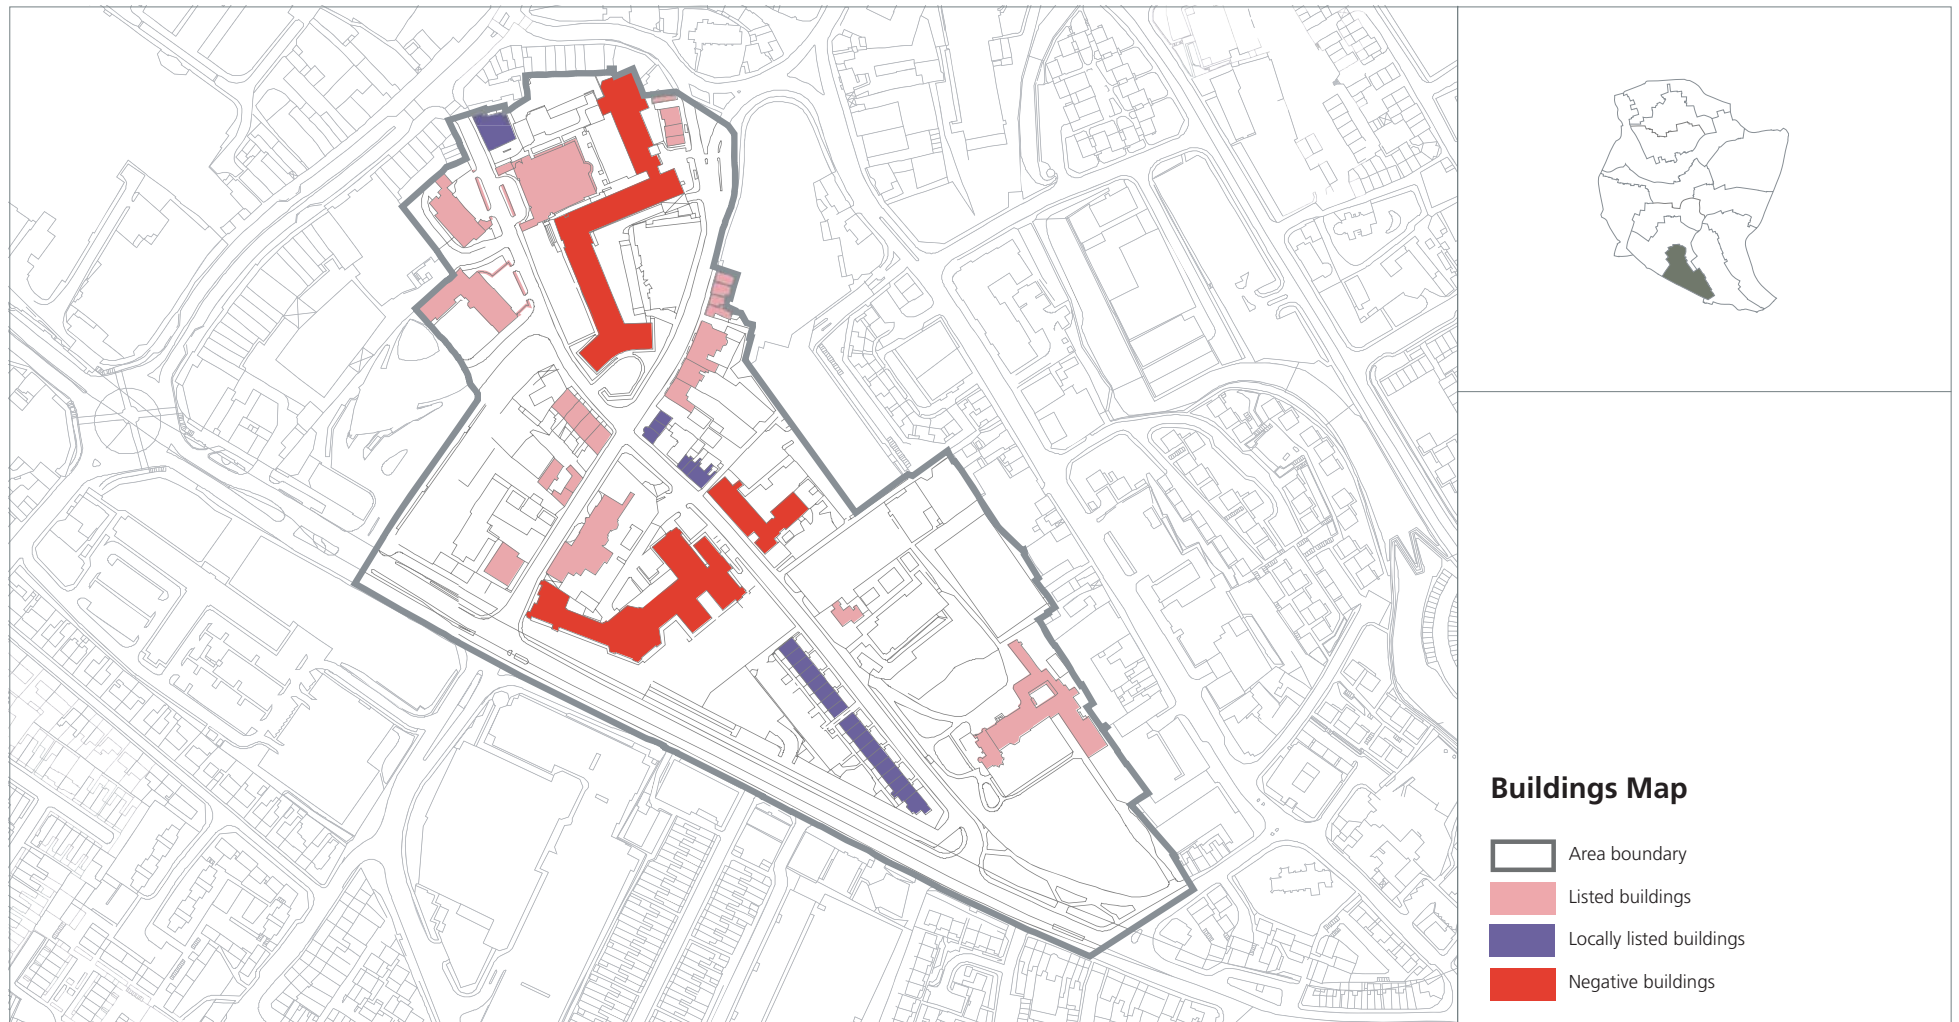 Buildings Map
Area boundary
Listed buildings
Locally listed buildings
Negative buildings